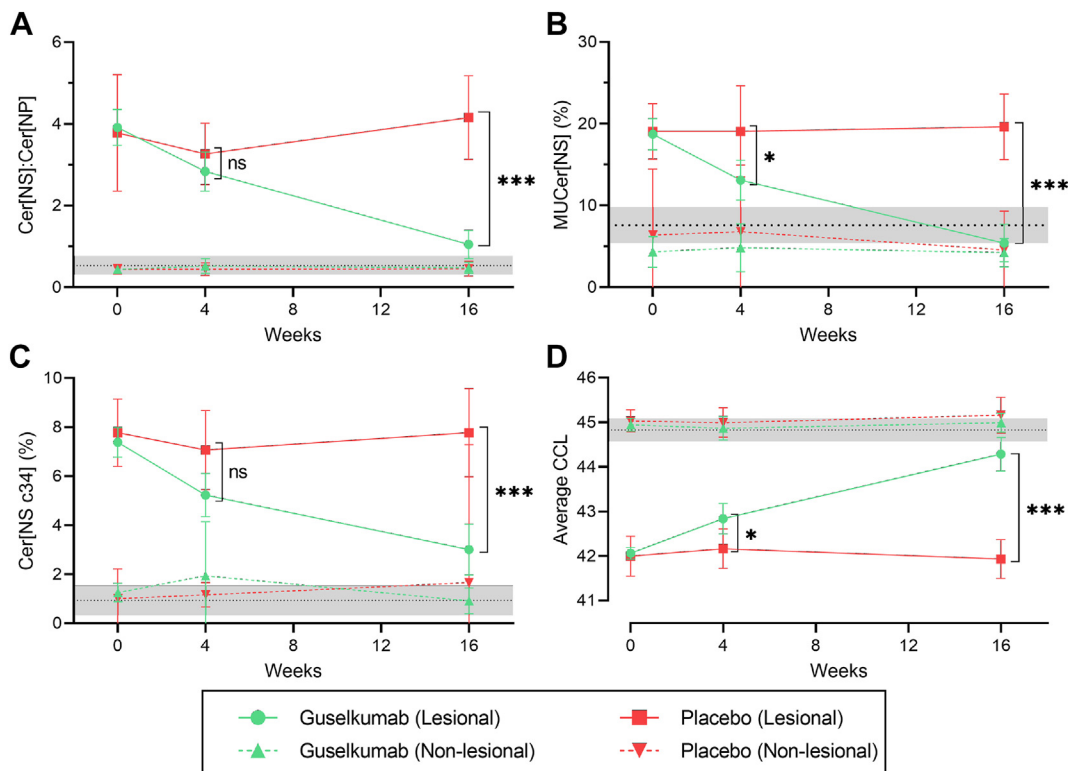 A
Cer[NS]:Cer[NP]
6
4
2
0
ns
***
0 4 8 12 16
Weeks
B
MUCer[NS] (%)
30
20
10
0
*
***
0 4 8 12 16
Weeks
C
Cer[NS c34] (%)
10
8
6
4
2
0
ns
***
0 4 8 12 16
Weeks
D
Average CCL
46
45
44
43
42
41
*
***
0 4 8 12 16
Weeks
Guselkumab (Lesional) Placebo (Lesional)
Guselkumab (Non-lesional) Placebo (Non-lesional)